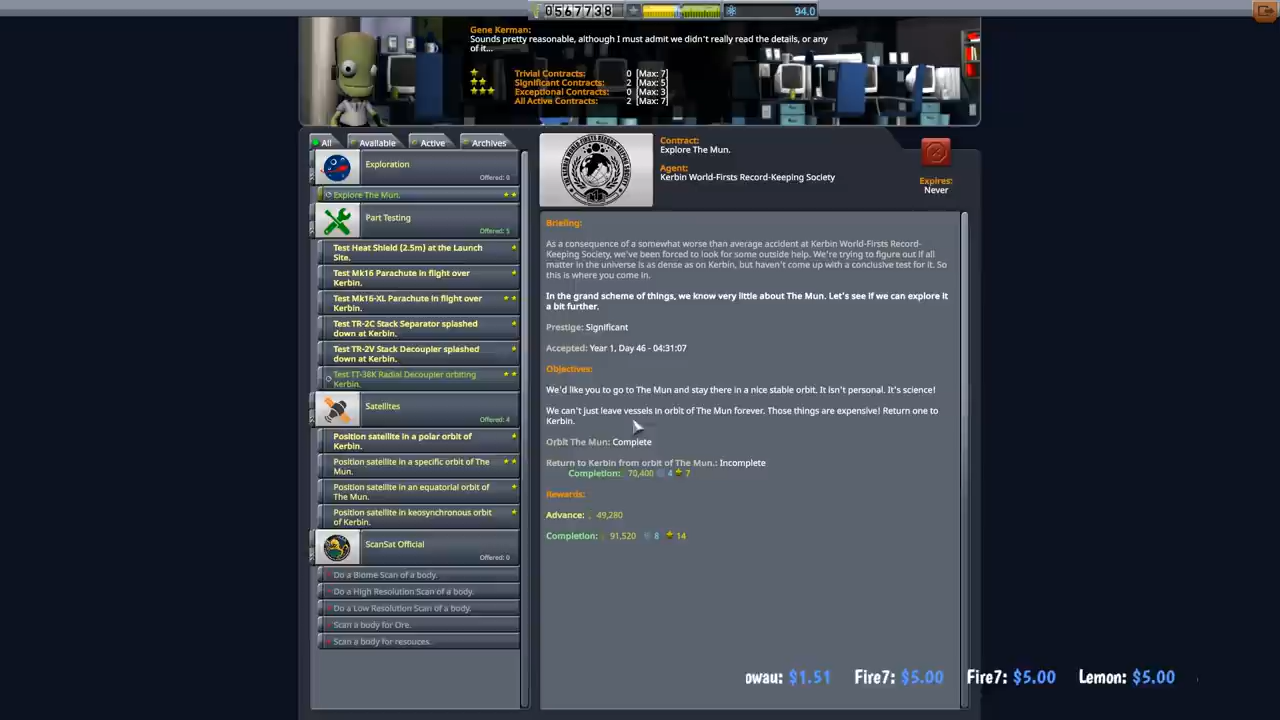 0567738
94.0
Gene Kerman:
Sounds pretty reasonable, although I must admit we didn't really read the details, or any
of it...
Trivial Contracts: 0 [Max: 7]
Significant Contracts: 2 [Max: 5]
Exceptional Contracts: 0 [Max: 3]
All Active Contracts: 2 [Max: 7]
All
Available
Active
Archives
Exploration
Offered: 0
Explore The Mun.
Part Testing
Offered: 5
Test Heat Shield (2.5m) at the Launch
Site.
Test Mk16 Parachute in flight over
Kerbin.
Test Mk16-XL Parachute in flight over
Kerbin.
Test TR-2C Stack Separator splashed
down at Kerbin.
Test TR-2V Stack Decoupler splashed
down at Kerbin.
Test TT-38K Radial Decoupler orbiting
Kerbin.
Satellites
Offered: 4
Position satellite in a polar orbit of
Kerbin.
Position satellite in a specific orbit of The
Mun.
Position satellite in an equatorial orbit of
The Mun.
Position satellite in keosynchronous orbit
of Kerbin.
ScanSat Official
Offered: 0
Do a Biome Scan of a body.
Do a High Resolution Scan of a body.
Do a Low Resolution Scan of a body.
Scan a body for Ore.
Scan a body for resouces.
Contract:
Explore The Mun.
Agent:
Kerbin World-Firsts Record-Keeping Society
Expires:
Never
Briefing:
As a consequence of a somewhat worse than average accident at Kerbin World-Firsts Record-
Keeping Society, we've been forced to look for some outside help. We're trying to figure out if all
matter in the universe is as dense as on Kerbin, but haven't come up with a conclusive test for it. So
this is where you come in.
In the grand scheme of things, we know very little about The Mun. Let's see if we can explore it
a bit further.
Prestige: Significant
Accepted: Year 1, Day 46 - 04:31:07
Objectives:
We'd like you to go to The Mun and stay there in a nice stable orbit. It isn't personal. It's science!
We can't just leave vessels in orbit of The Mun forever. Those things are expensive! Return one to
Kerbin.
Orbit The Mun: Complete
Return to Kerbin from orbit of The Mun.: Incomplete
Completion: 70,400 4 7
Rewards:
Advance: 49,280
Completion: 91,520 8 14
owau: $1.51 Fire7: $5.00 Fire7: $5.00 Lemon: $5.00